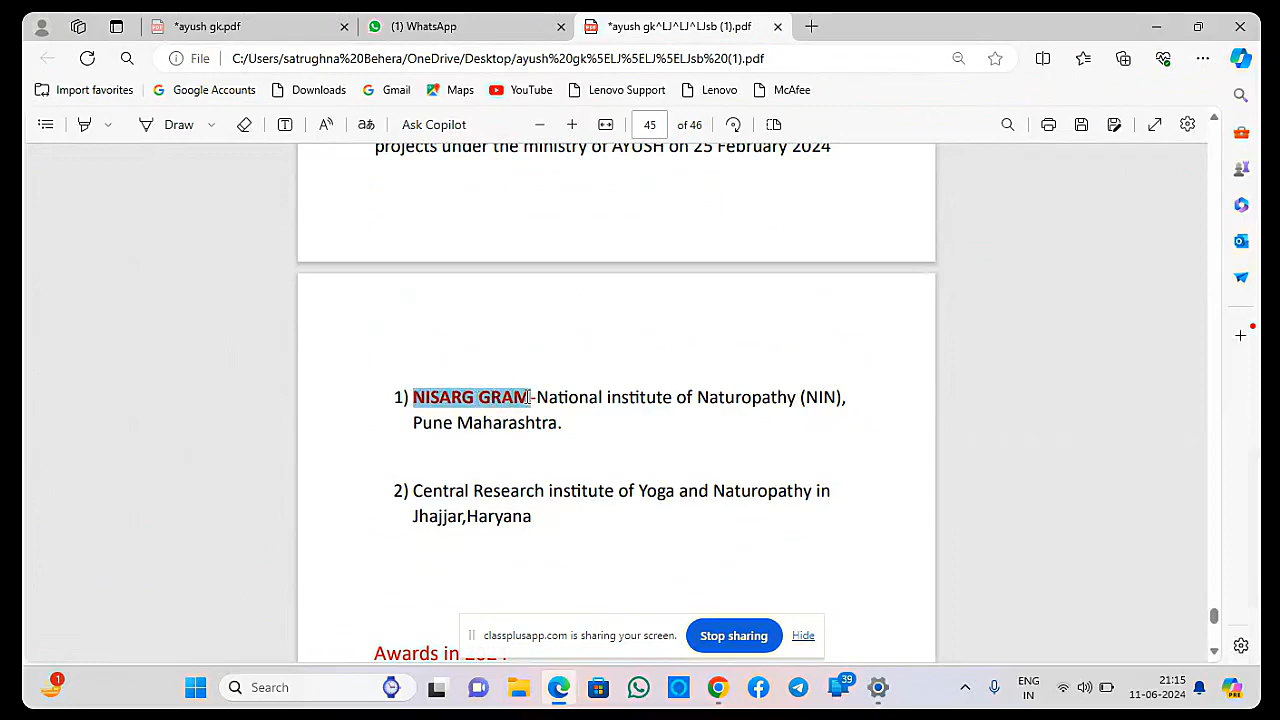 *ayush gk.pdf
(1) WhatsApp
*ayush gk^LJ^LJ^LJsb (1).pdf
File
C:/Users/satrughna%20Behera/OneDrive/Desktop/ayush%20gk%5ELJ%5ELJ%5ELJsb%20(1).pdf
Import favorites
Google Accounts
Downloads
Gmail
Maps
YouTube
Lenovo Support
Lenovo
McAfee
Draw
Ask Copilot
45
of 46
projects under the ministry of AYUSH on 25 February 2024
1) NISARG GRAM-National institute of Naturopathy (NIN),
Pune Maharashtra.
2) Central Research institute of Yoga and Naturopathy in
Jhajjar,Haryana
classplusapp.com is sharing your screen.
Stop sharing
Hide
Awards in 2024
1
Search
39
ENG
IN
21:15
11-06-2024
PRE